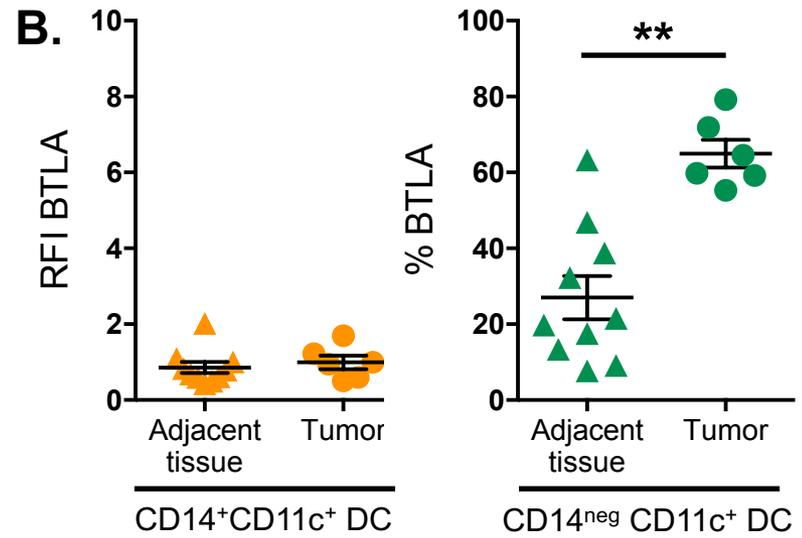 B.
RFI BTLA
10
8
6
4
2
0
Adjacent
tissue
Tumor
CD14⁺CD11c⁺ DC
% BTLA
100
80
60
40
20
0
**
Adjacent
tissue
Tumor
CD14ⁿᵉᵍ CD11c⁺ DC